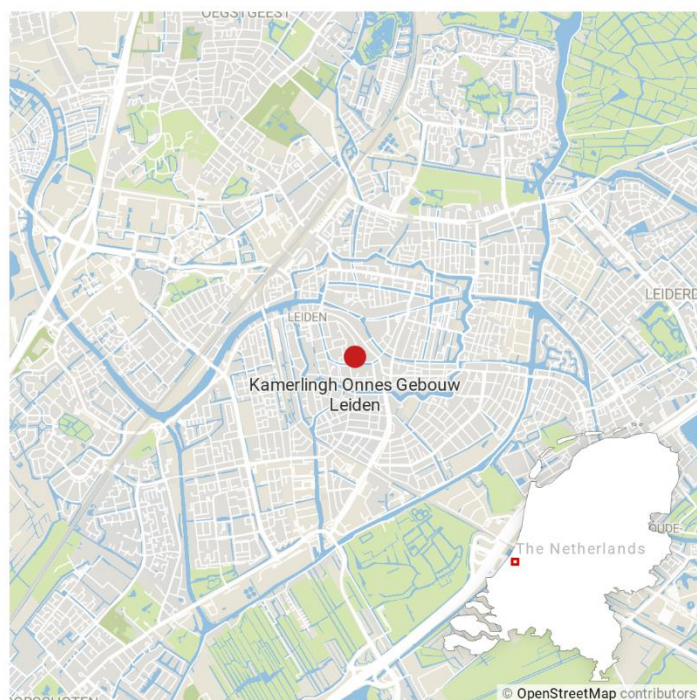 OEGSTGEEST
LEIDERD
LEIDEN
Kamerlingh Onnes Gebouw
Leiden
OUDE
The Netherlands
© OpenStreetMap contributors